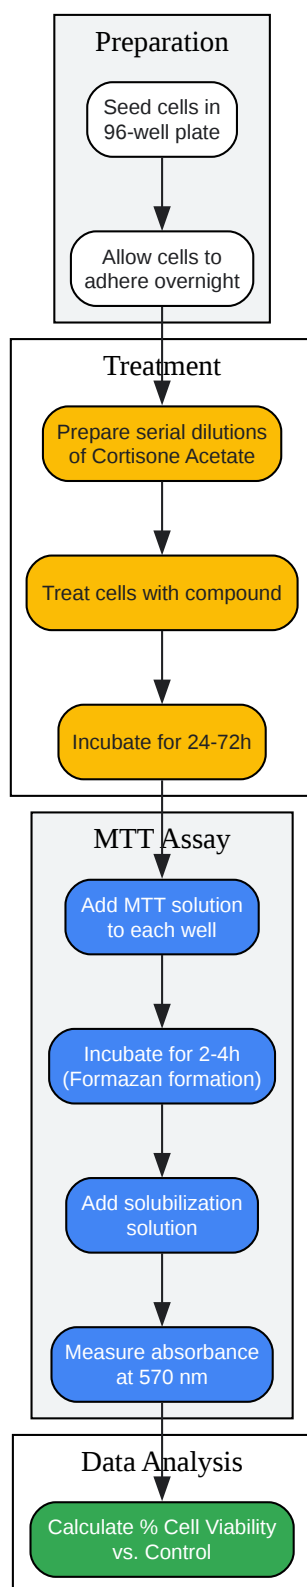 Preparation
Seed cells in
96-well plate
Allow cells to
adhere overnight
Treatment
Prepare serial dilutions
of Cortisone Acetate
Treat cells with compound
Incubate for 24-72h
MTT Assay
Add MTT solution
to each well
Incubate for 2-4h
(Formazan formation)
Add solubilization
solution
Measure absorbance
at 570 nm
Data Analysis
Calculate % Cell Viability
vs. Control